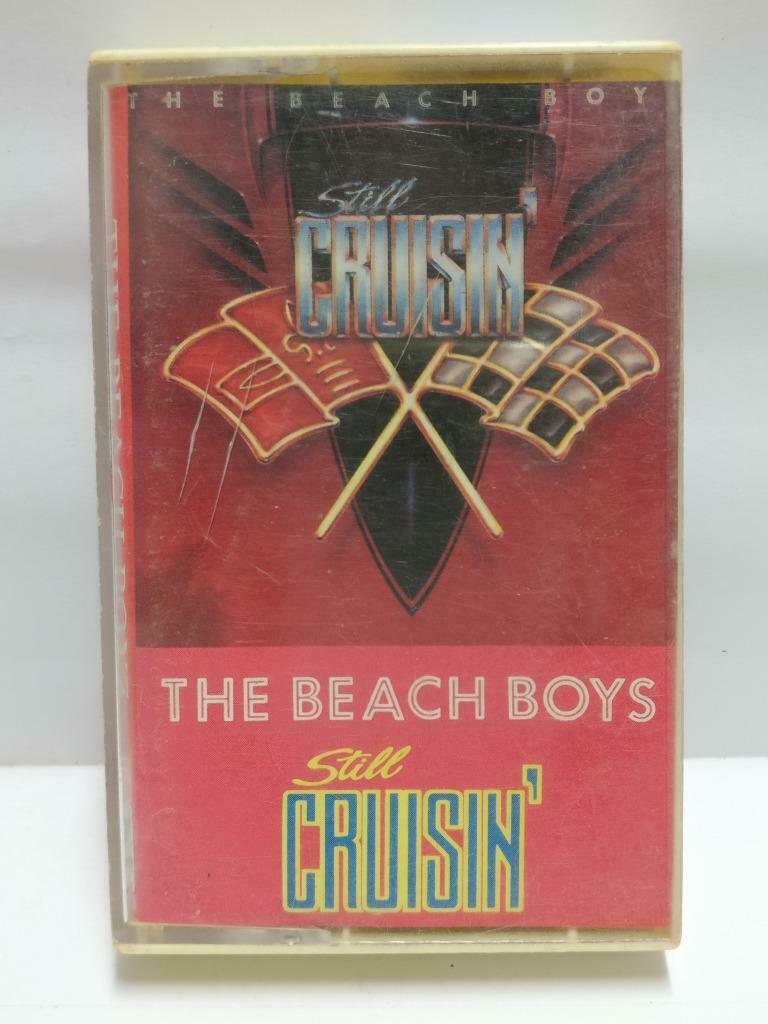 THE BEACH BOY
Still
CRUISIN'
THE BEACH BOYS
Still
CRUISIN'